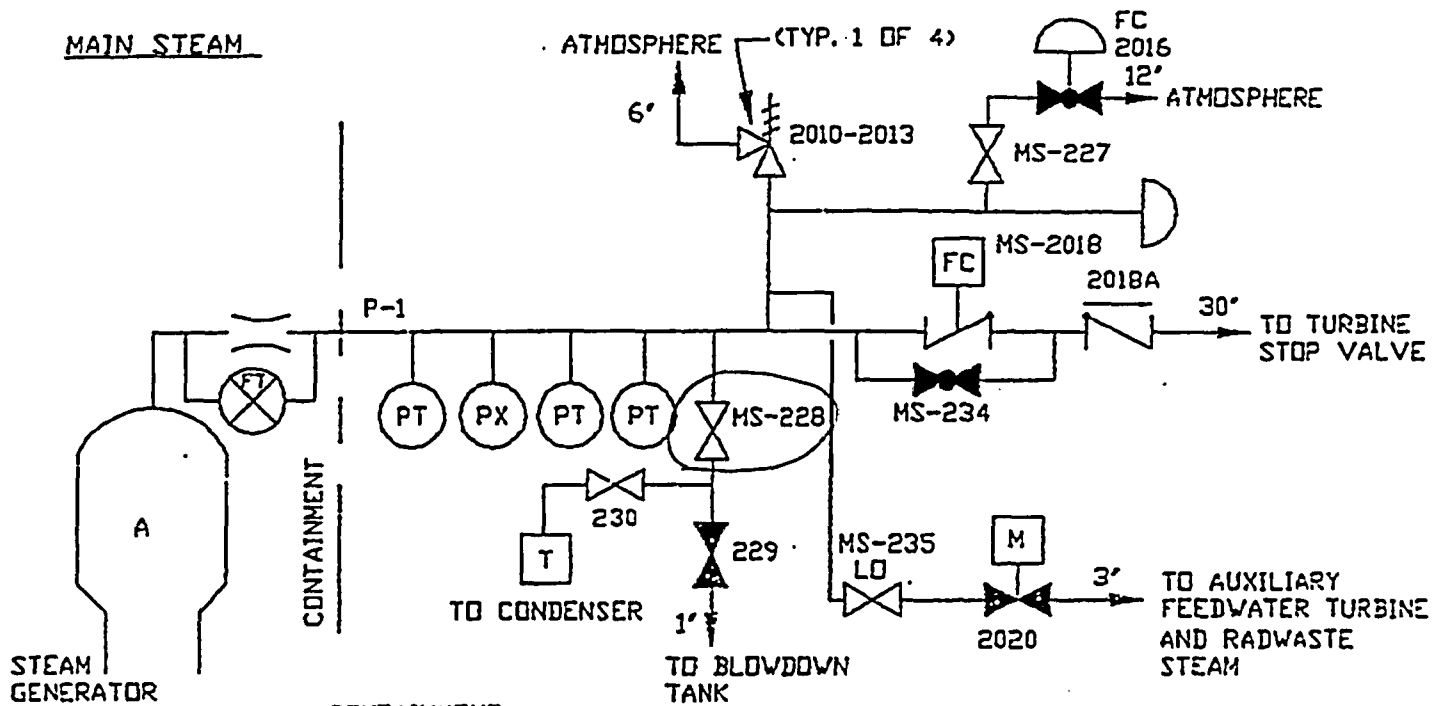 MAIN STEAM
ATMOSPHERE
(TYP. 1 OF 4)
FC
2016
12"
ATMOSPHERE
6"
2010-2013
MS-227
MS-2018
FC
2018A
P-1
30"
TO TURBINE
STOP VALVE
FT
PT
PX
PT
PT
MS-228
MS-234
CONTAINMENT
A
230
229
T
TO CONDENSER
MS-235
LO
M
1"
3"
2020
TO AUXILIARY
FEEDWATER TURBINE
AND RADWASTE
STEAM
STEAM
GENERATOR
TO BLOWDOWN
TANK